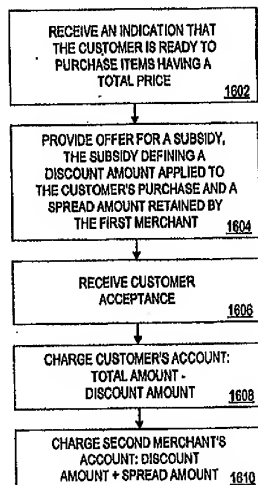 RECEIVE AN INDICATION THAT
THE CUSTOMER IS READY TO
PURCHASE ITEMS HAVING A
TOTAL PRICE
1602
PROVIDE OFFER FOR A SUBSIDY,
THE SUBSIDY DEFINING A
DISCOUNT AMOUNT APPLIED TO
THE CUSTOMER'S PURCHASE AND A
SPREAD AMOUNT RETAINED BY
THE FIRST MERCHANT
1604
RECEIVE CUSTOMER
ACCEPTANCE
1606
CHARGE CUSTOMER'S ACCOUNT:
TOTAL AMOUNT -
DISCOUNT AMOUNT
1608
CHARGE SECOND MERCHANT'S
ACCOUNT: DISCOUNT
AMOUNT + SPREAD AMOUNT
1610